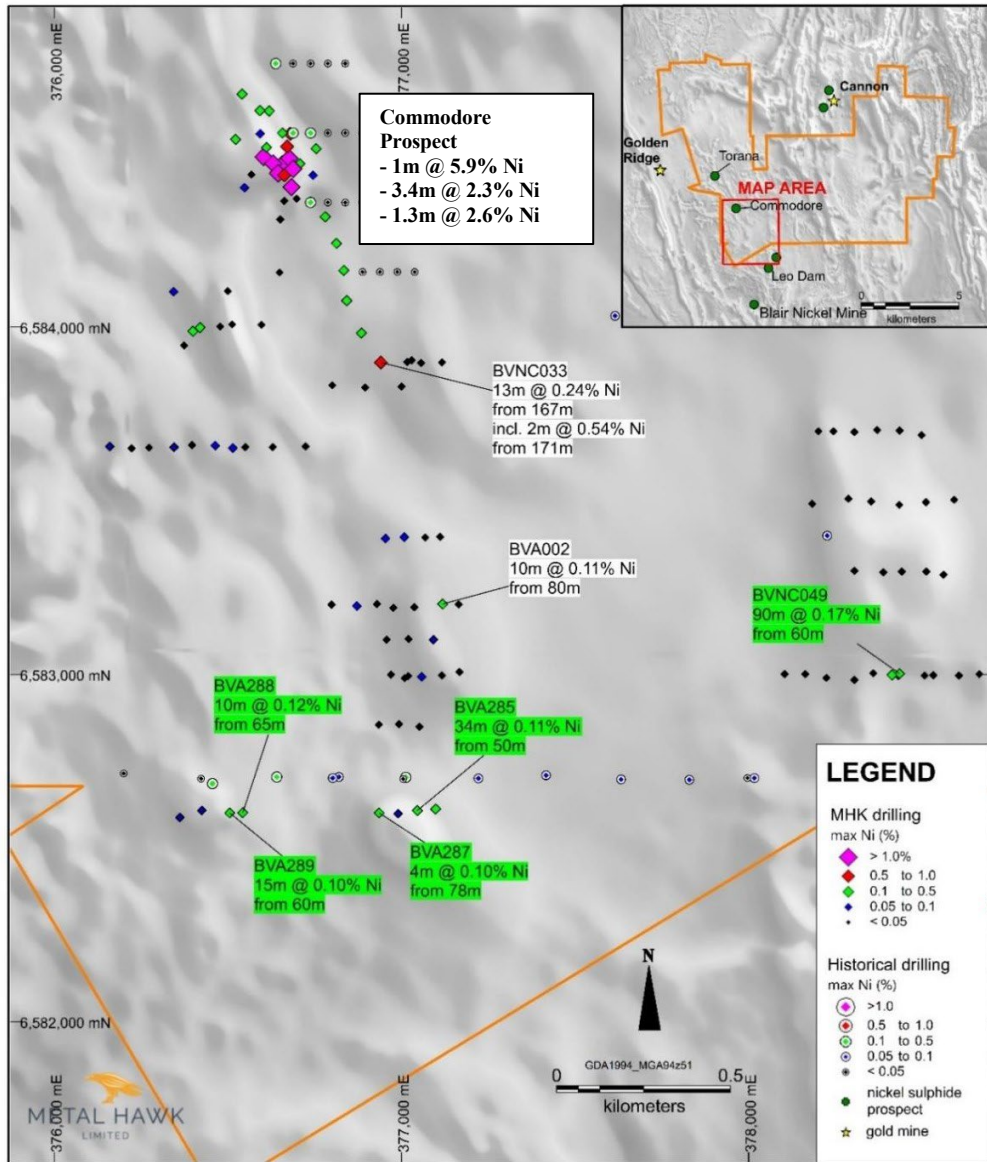 376,000 mE
77,000 mE
Commodore
Prospect
- 1m @ 5.9% Ni
- 3.4m @ 2.3% Ni
- 1.3m @ 2.6% Ni
Cannon
Golden
Ridge
Torana
MAP AREA
Commodore
Leo Dam
Blair Nickel Mine
0 5
kilometers
6,584,000 mN
BVNC033
13m @ 0.24% Ni
from 167m
incl. 2m @ 0.54% Ni
from 171m
BVA002
10m @ 0.11% Ni
from 80m
BVNC049
90m @ 0.17% Ni
from 60m
6,583,000 mN
BVA288
10m @ 0.12% Ni
from 65m
BVA285
34m @ 0.11% Ni
from 50m
BVA289
15m @ 0.10% Ni
from 60m
BVA287
4m @ 0.10% Ni
from 78m
LEGEND
MHK drilling
max Ni (%)
> 1.0%
0.5 to 1.0
0.1 to 0.5
0.05 to 0.1
< 0.05
Historical drilling
max Ni (%)
>1.0
0.5 to 1.0
0.1 to 0.5
0.05 to 0.1
< 0.05
nickel sulphide
prospect
gold mine
6,582,000 mN
N
GDA1994_MGA94z51
0 0.5
kilometers
METAL HAWK
LIMITED
376,000 mE
377,000 mE
378,000 mE